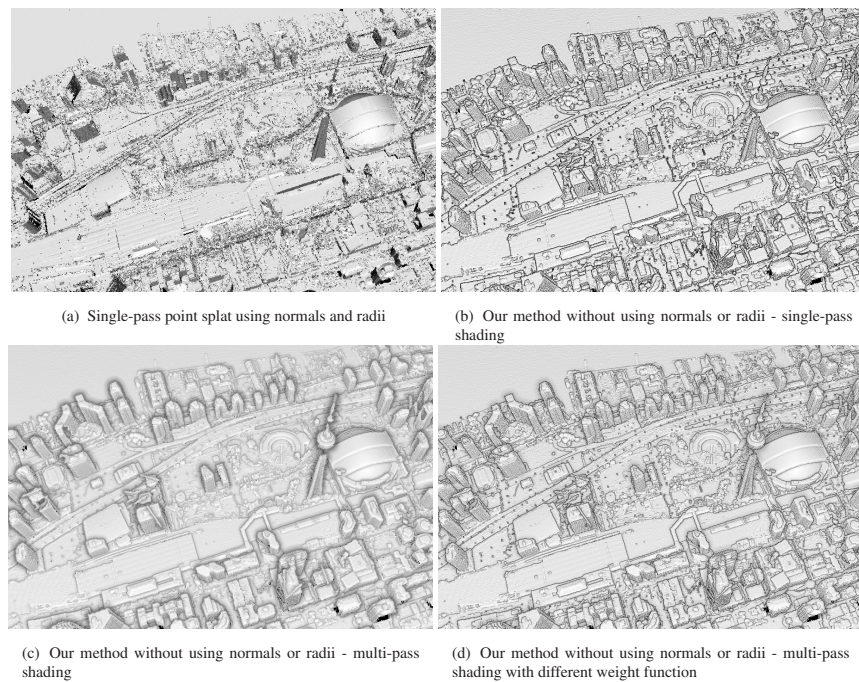 (a) Single-pass point splat using normals and radii
(b) Our method without using normals or radii - single-pass
shading
(c) Our method without using normals or radii - multi-pass
shading
(d) Our method without using normals or radii - multi-pass
shading with different weight function